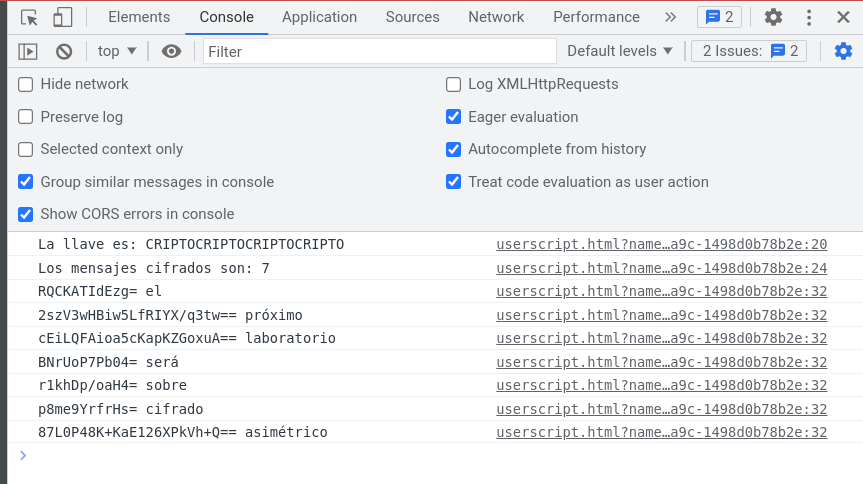 Elements Console Application Sources Network Performance 2
top Filter Default levels 2 Issues: 2
Hide network Log XMLHttpRequests
Preserve log Eager evaluation
Selected context only Autocomplete from history
Group similar messages in console Treat code evaluation as user action
Show CORS errors in console
La llave es: CRIPTOCRIPTOCRIPTOCRIPTO userscript.html?name…a9c-1498d0b78b2e:20
Los mensajes cifrados son: 7 userscript.html?name…a9c-1498d0b78b2e:24
RQCKATIdEzg= el userscript.html?name…a9c-1498d0b78b2e:32
2szV3wHBiw5LfRIYX/q3tw== próximo userscript.html?name…a9c-1498d0b78b2e:32
cEiLQFAioa5cKapKZGoxuA== laboratorio userscript.html?name…a9c-1498d0b78b2e:32
BNrUoP7Pb04= será userscript.html?name…a9c-1498d0b78b2e:32
r1khDp/oaH4= sobre userscript.html?name…a9c-1498d0b78b2e:32
p8me9YrfrHs= cifrado userscript.html?name…a9c-1498d0b78b2e:32
87L0P48K+KaE126XPkVh+Q== asimétrico userscript.html?name…a9c-1498d0b78b2e:32